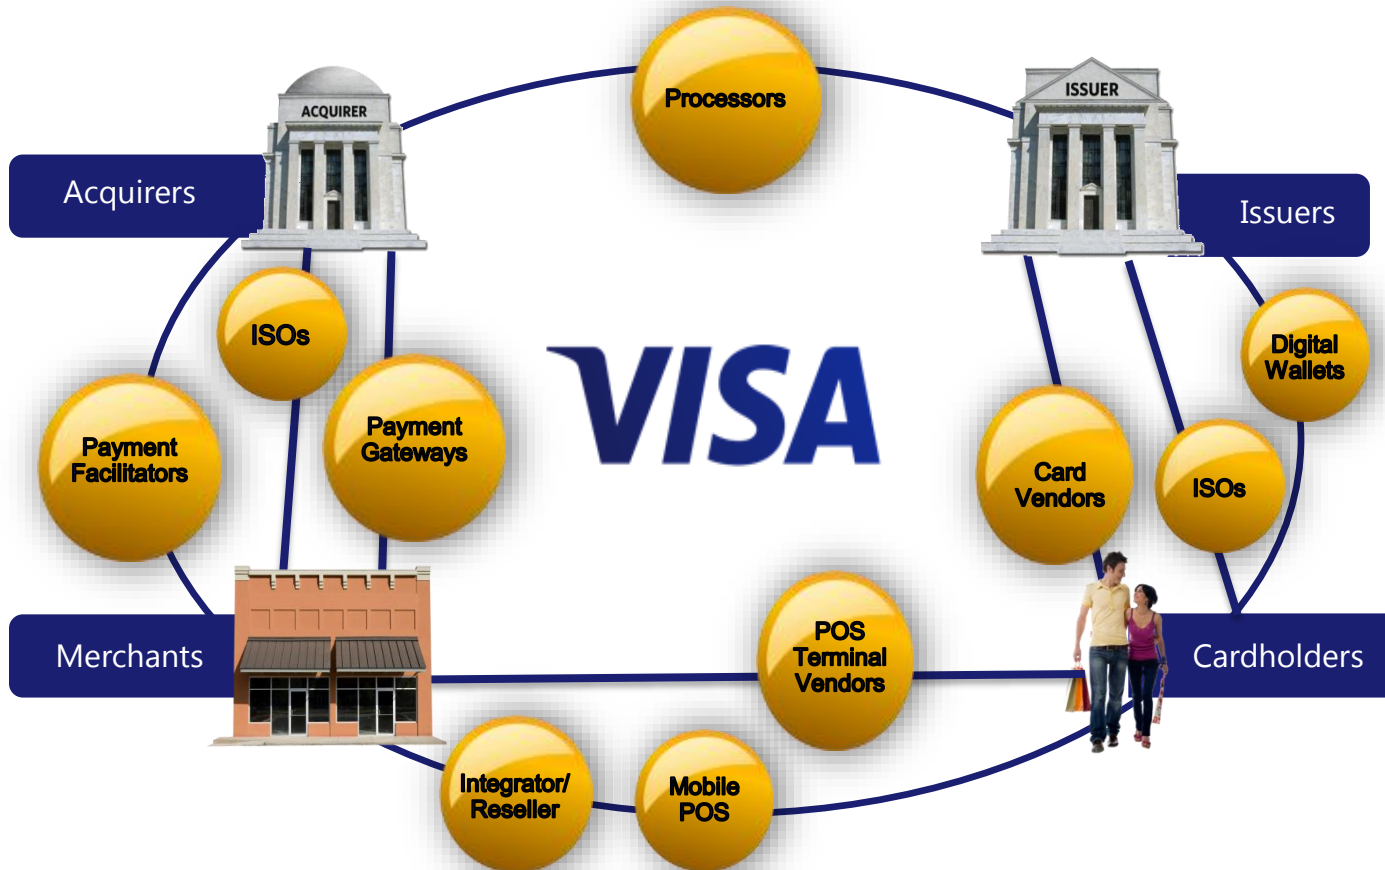 Processors
ACQUIRER
ISSUER
Acquirers
Issuers
ISOs
Digital
Wallets
VISA
Payment
Gateways
Payment
Facilitators
Card
Vendors
ISOs
POS
Terminal
Vendors
Merchants
Cardholders
Integrator/
Reseller
Mobile
POS